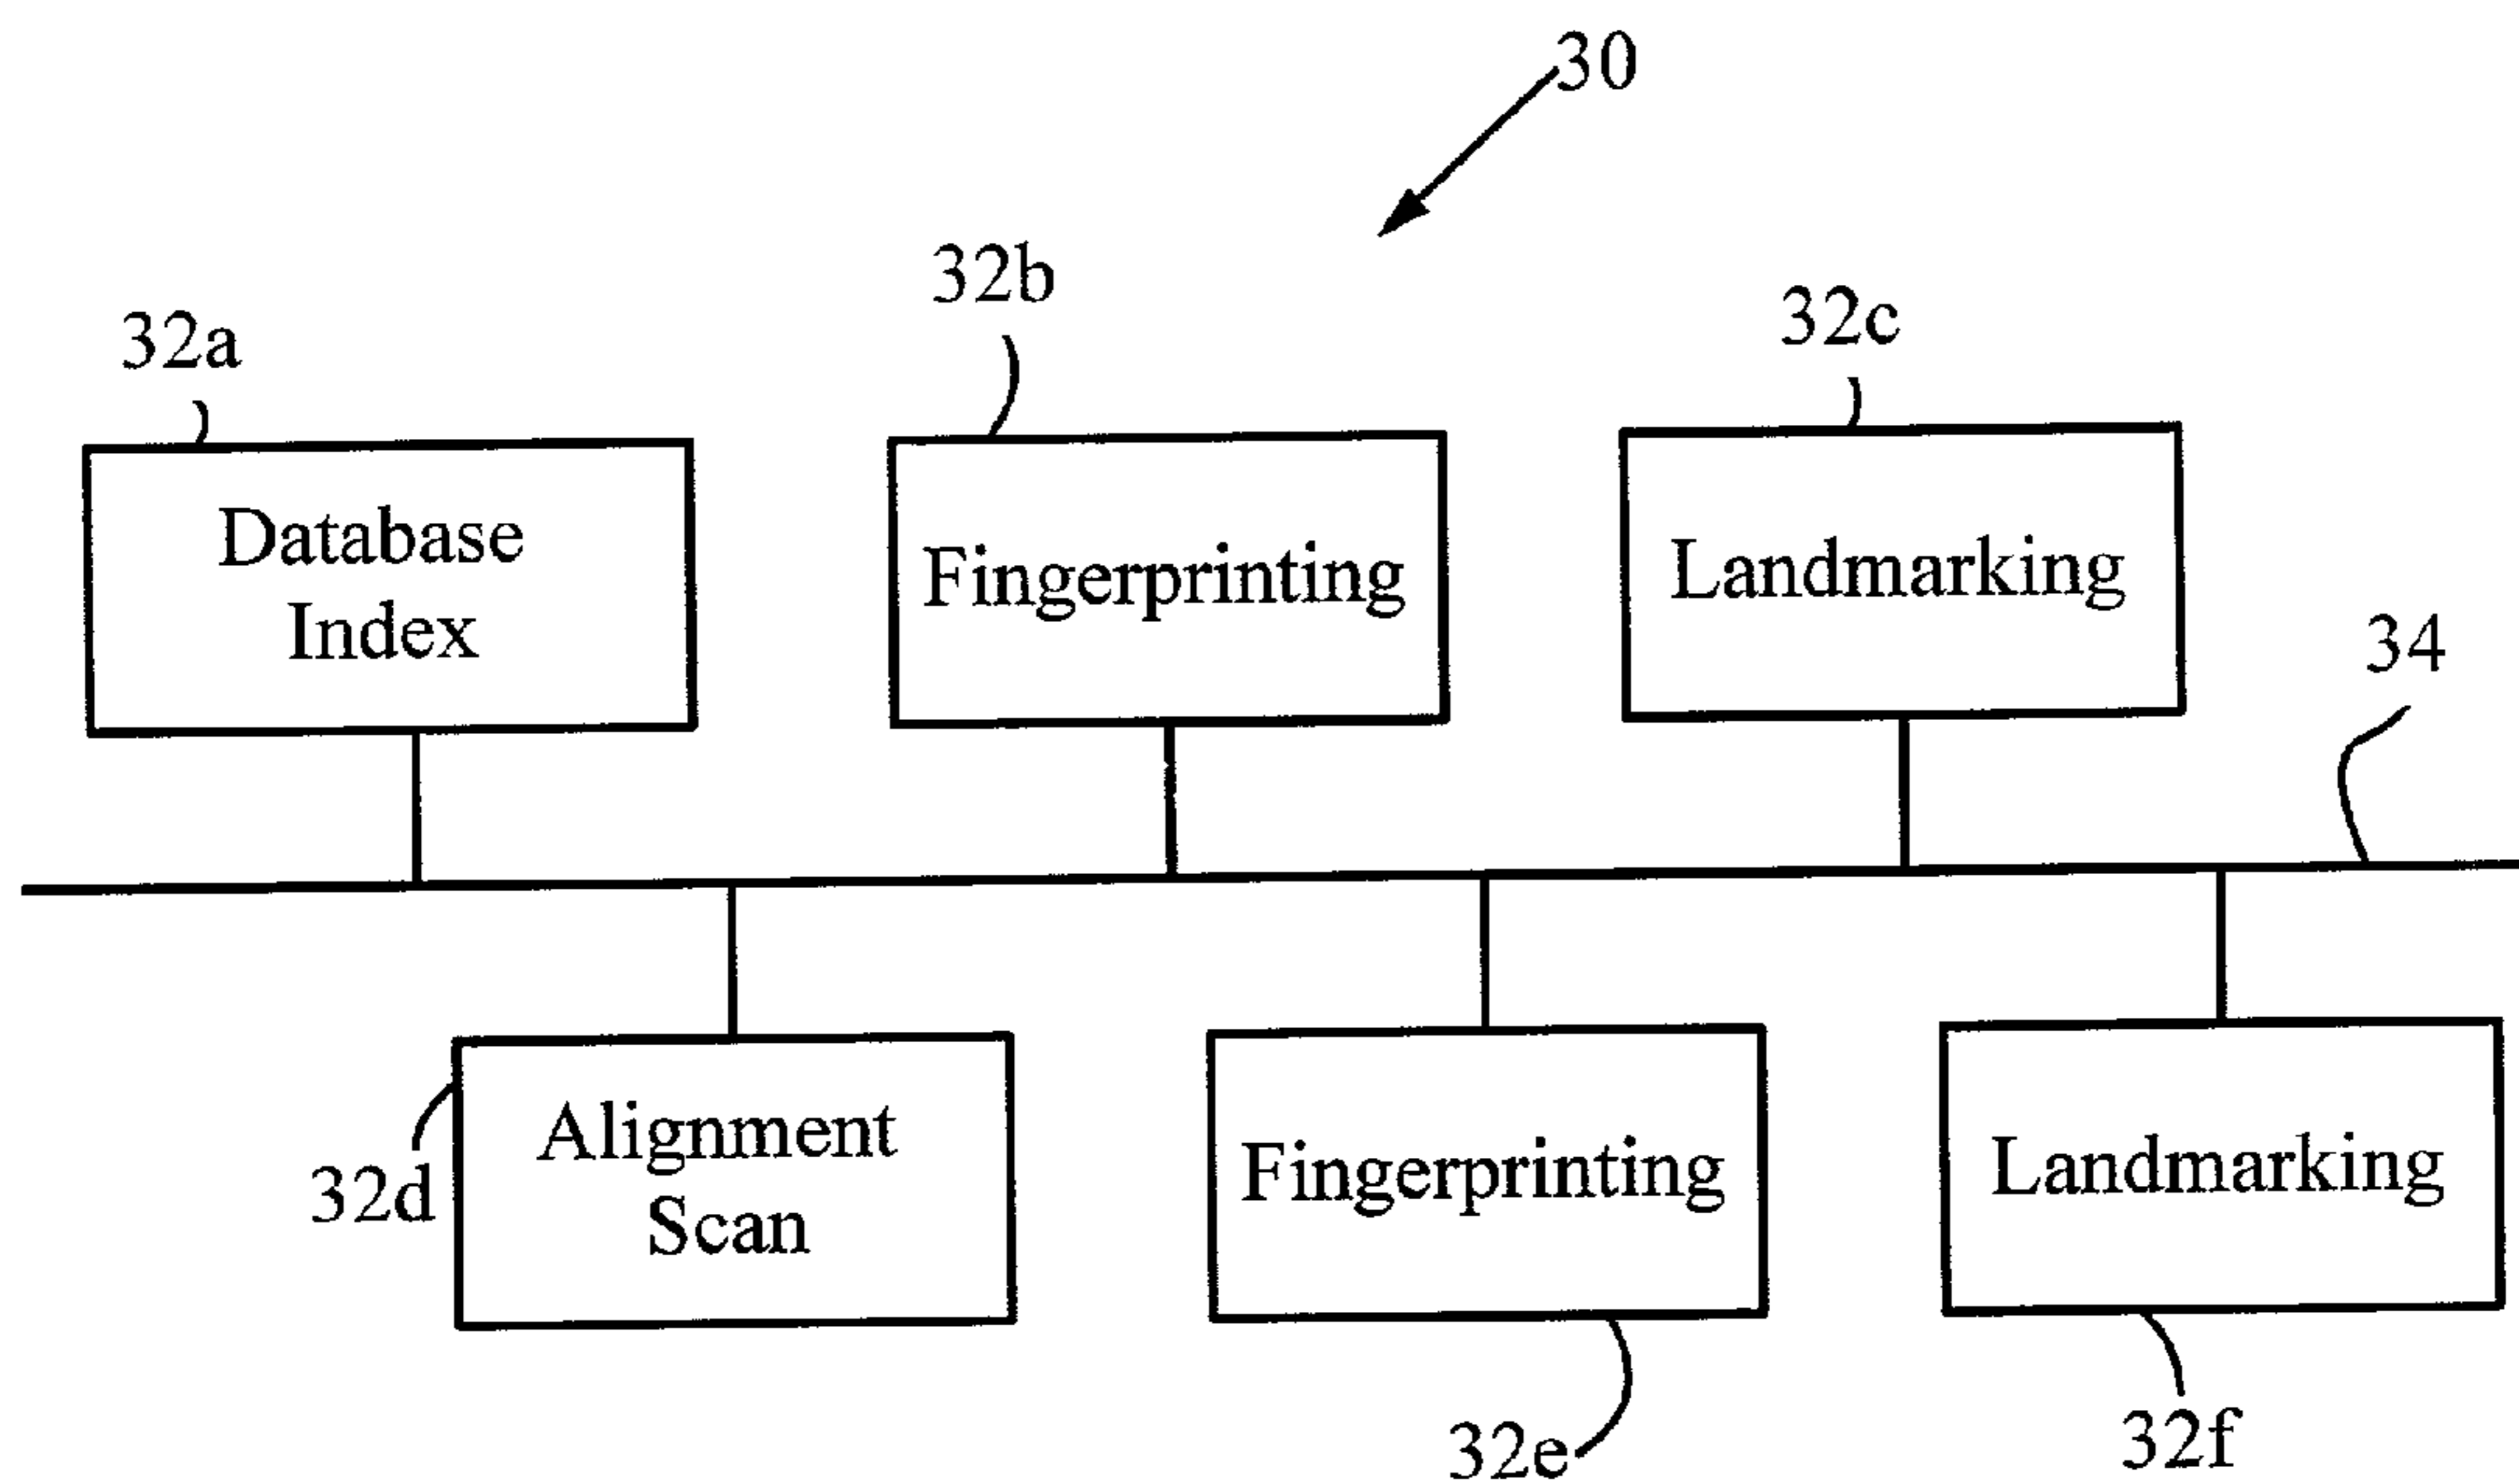 30
32b
32c
32a
Database
Index
Fingerprinting
Landmarking
34
Alignment
Scan
32d
Fingerprinting
Landmarking
32e
32f